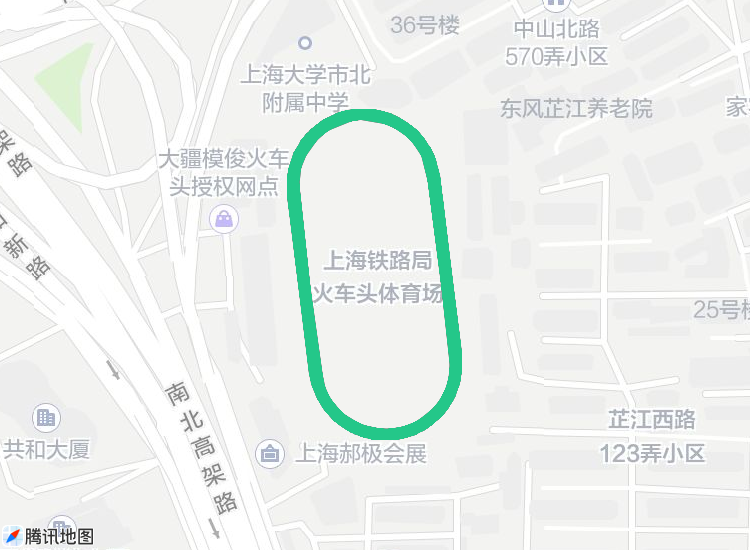 36号楼
中山北路
570弄小区
上海大学市北
附属中学
东风芷江养老院
家
架路
大疆模俊火车
头授权网点
新路
上海铁路局
火车头体育场
25号楼
南北高架路
芷江西路
123弄小区
共和大厦
上海郝极会展
腾讯地图